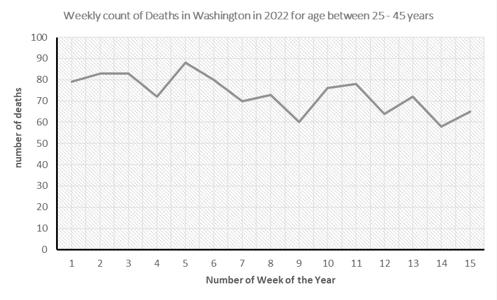 Weekly count of Deaths in Washington in 2022 for age between 25 - 45 years
100
90
80
70
60
50
40
30
20
10
0
number of deaths
1 2 3 4 5 6 7 8 9 10 11 12 13 14 15
Number of Week of the Year